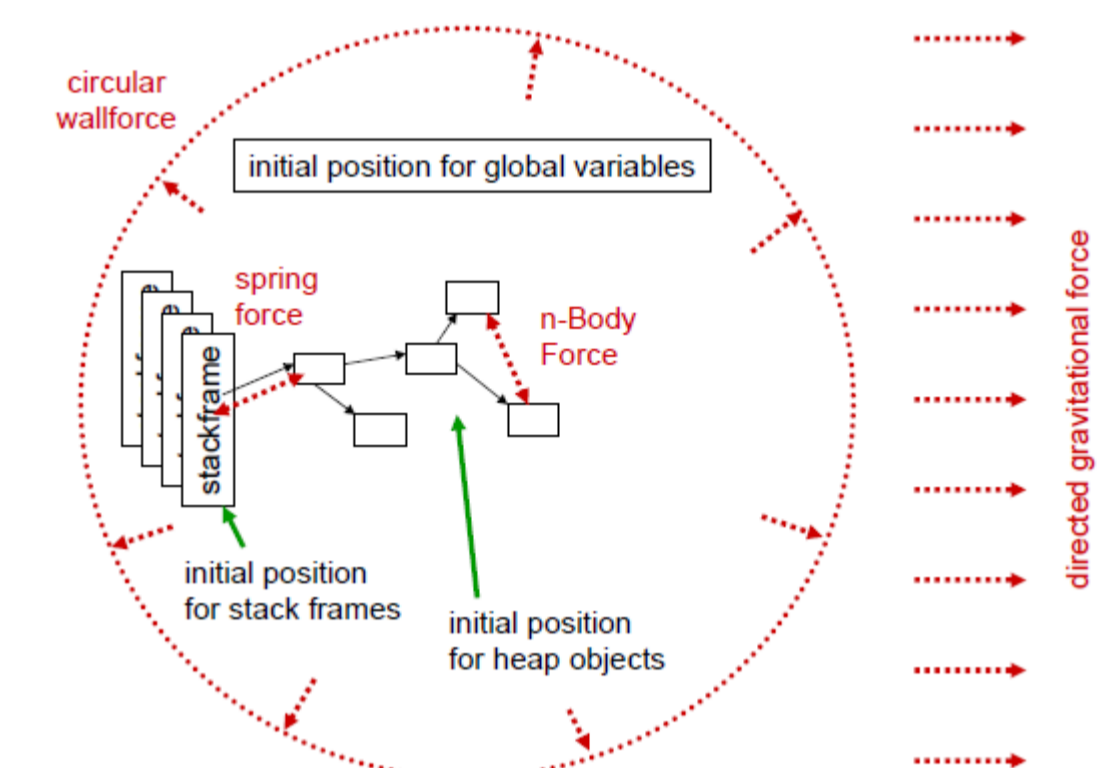 circular
wallforce
initial position for global variables
spring
force
n-Body
Force
stackframe
initial position
for stack frames
initial position
for heap objects
directed gravitational force